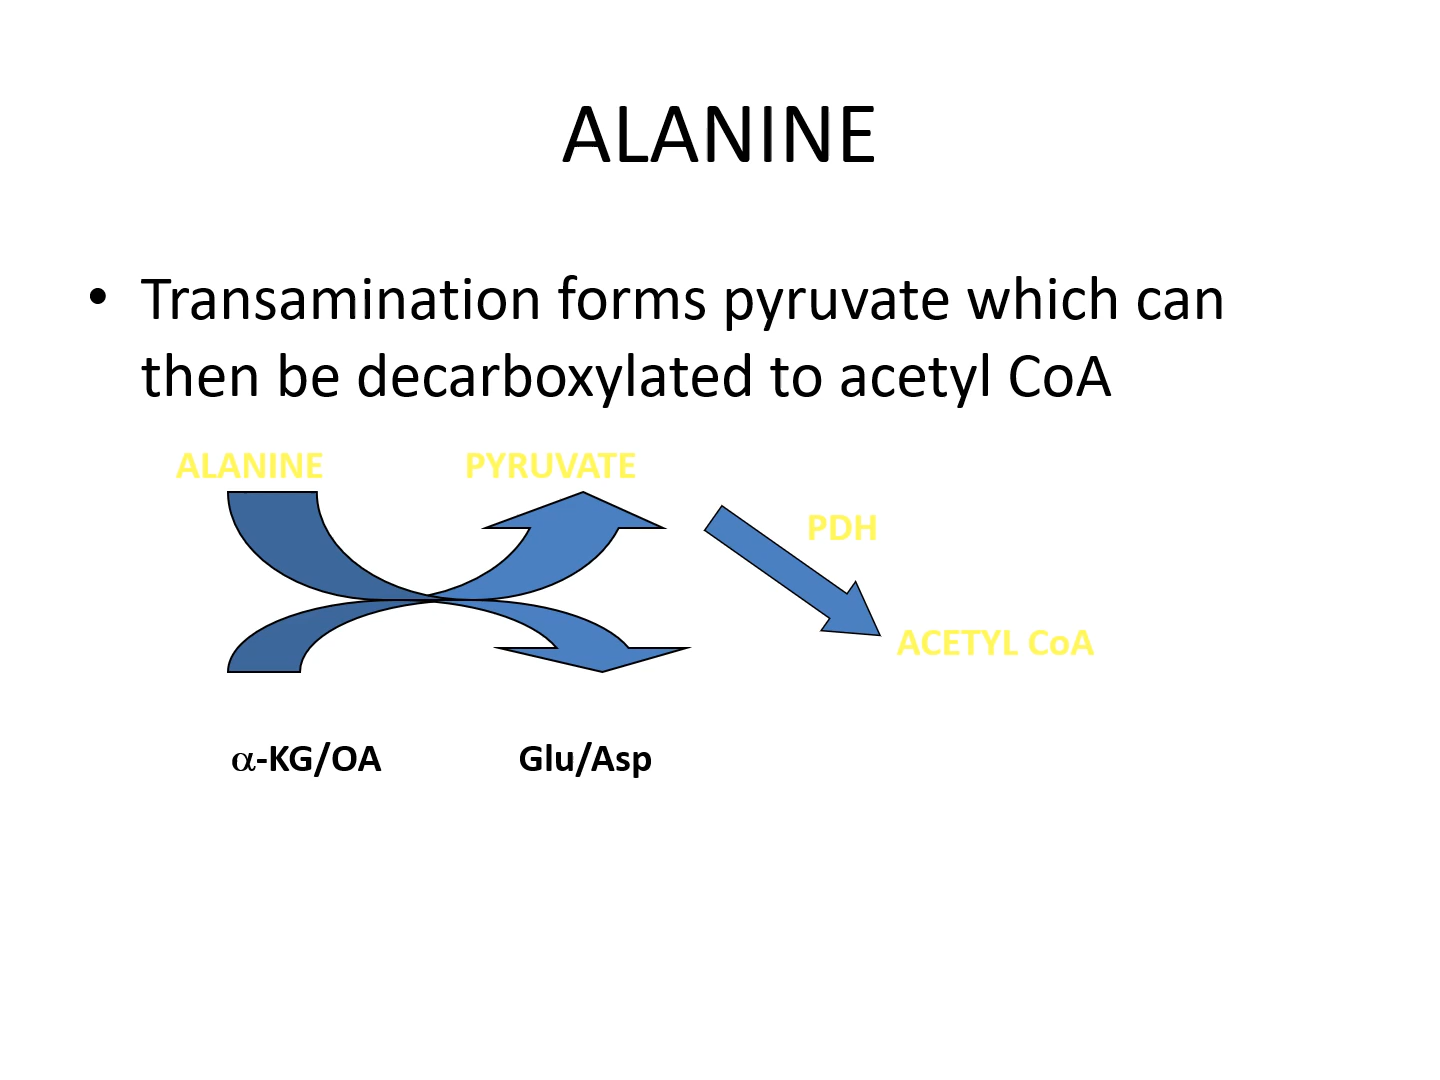 ALANINE
• Transamination forms pyruvate which can
then be decarboxylated to acetyl CoA
ALANINE
PYRUVATE
PDH
ACETYL CoA
α-KG/OA
Glu/Asp